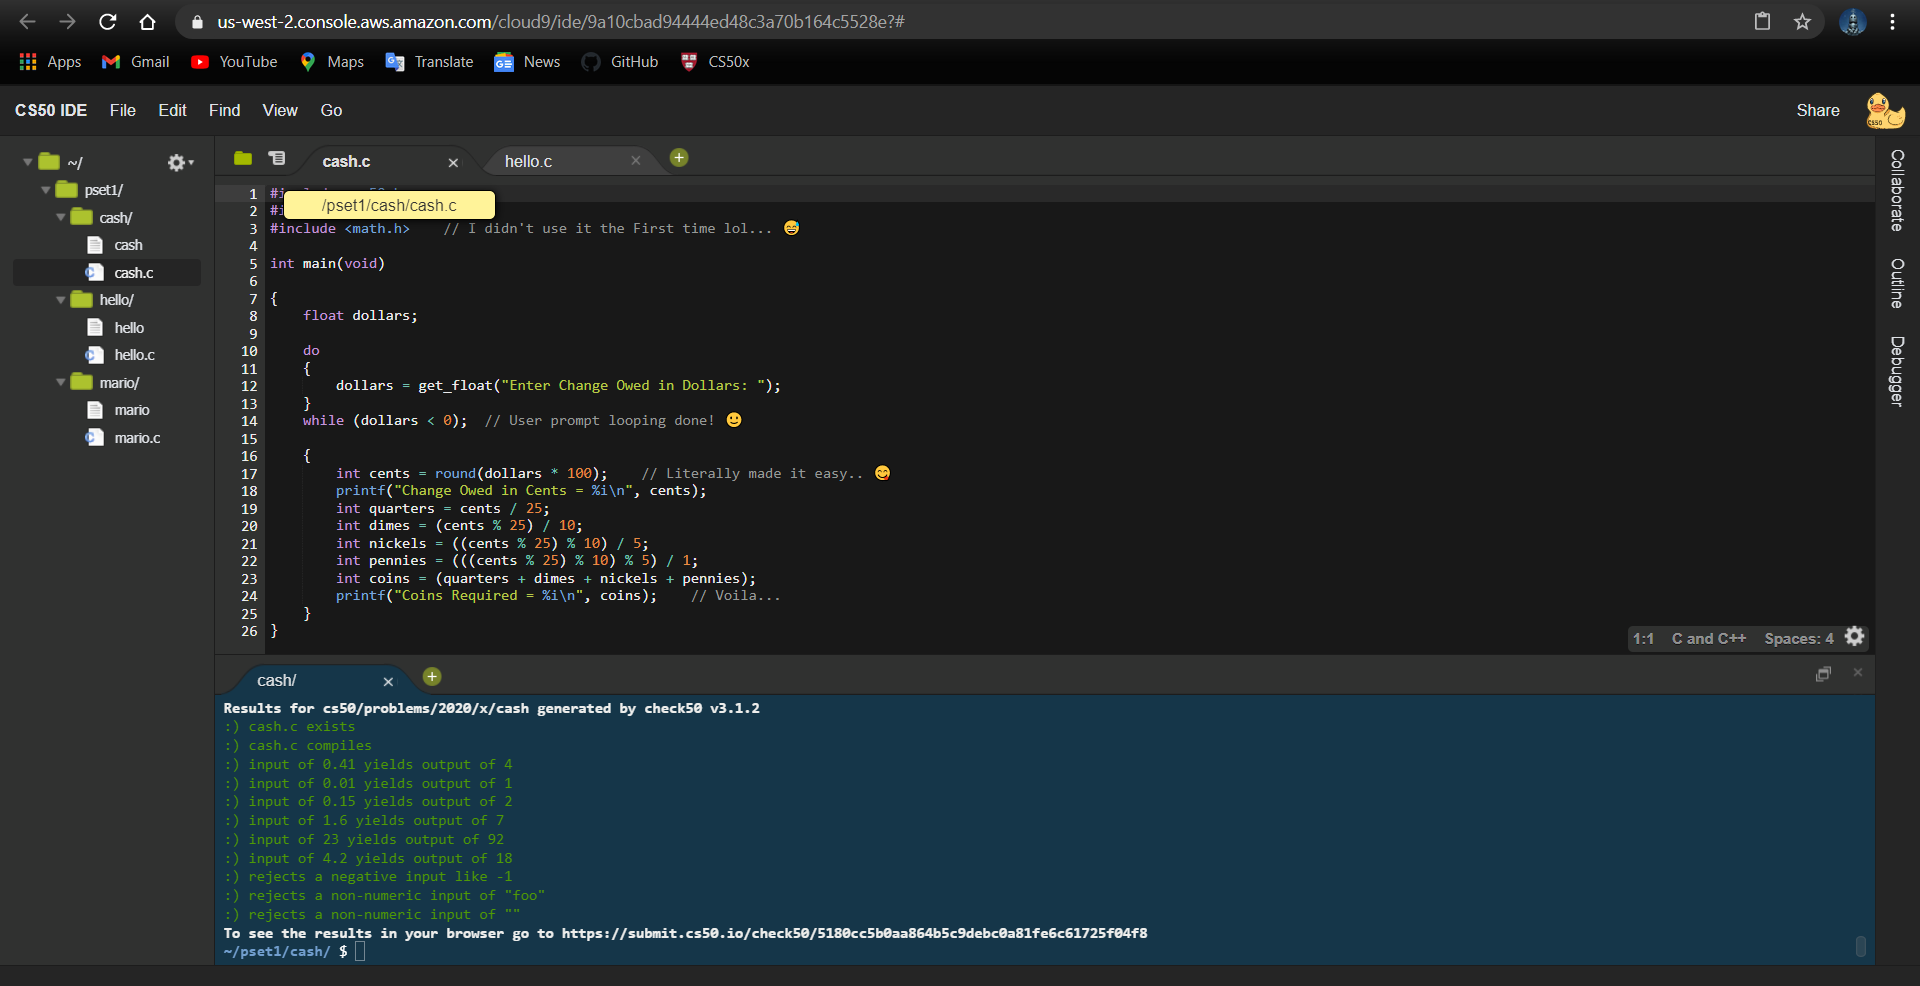 us-west-2.console.aws.amazon.com/cloud9/ide/9a10cbad94444ed48c3a70b164c5528e?#
Apps Gmail YouTube Maps Translate News GitHub CS50x
CS50 IDE File Edit Find View Go Share
CS50
~/
pset1/
cash/
cash
cash.c
hello/
hello
hello.c
mario/
mario
mario.c
cash.c hello.c
/pset1/cash/cash.c
1 #i
2 #i
3 #include <math.h> // I didn't use it the First time lol... 😅
4
5 int main(void)
6
7 {
8 float dollars;
9
10 do
11 {
12 dollars = get_float("Enter Change Owed in Dollars: ");
13 }
14 while (dollars < 0); // User prompt looping done! 🙂
15
16 {
17 int cents = round(dollars * 100); // Literally made it easy.. 😋
18 printf("Change Owed in Cents = %i\n", cents);
19 int quarters = cents / 25;
20 int dimes = (cents % 25) / 10;
21 int nickels = ((cents % 25) % 10) / 5;
22 int pennies = (((cents % 25) % 10) % 5) / 1;
23 int coins = (quarters + dimes + nickels + pennies);
24 printf("Coins Required = %i\n", coins); // Voila...
25 }
26 }
1:1 C and C++ Spaces: 4
Collaborate
Outline
Debugger
cash/
Results for cs50/problems/2020/x/cash generated by check50 v3.1.2
:) cash.c exists
:) cash.c compiles
:) input of 0.41 yields output of 4
:) input of 0.01 yields output of 1
:) input of 0.15 yields output of 2
:) input of 1.6 yields output of 7
:) input of 23 yields output of 92
:) input of 4.2 yields output of 18
:) rejects a negative input like -1
:) rejects a non-numeric input of "foo"
:) rejects a non-numeric input of ""
To see the results in your browser go to https://submit.cs50.io/check50/5180cc5b0aa864b5c9debc0a81fe6c61725f04f8
~/pset1/cash/ $